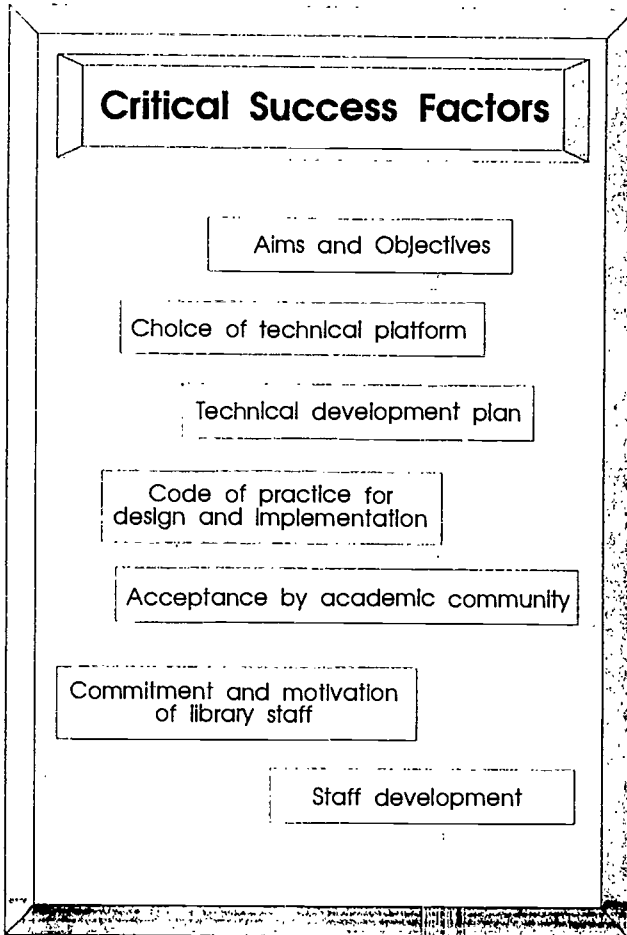 Critical Success Factors
Aims and Objectives
Choice of technical platform
Technical development plan
Code of practice for
design and implementation
Acceptance by academic community
Commitment and motivation
of library staff
Staff development